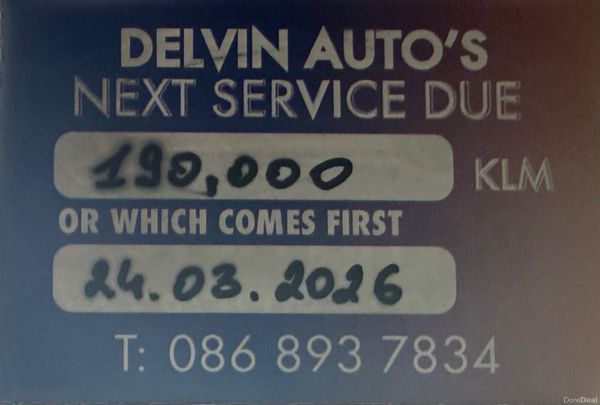 DELVIN AUTO'S
NEXT SERVICE DUE
190,000 KLM
OR WHICH COMES FIRST
24.03.2026
T: 086 893 7834
DoneDeal